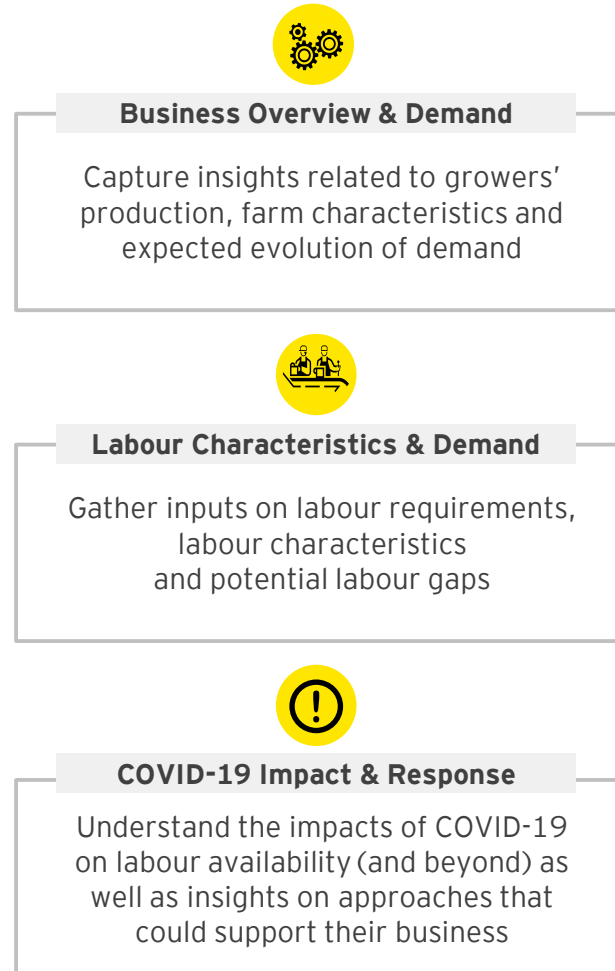 Business Overview & Demand
Capture insights related to growers’
production, farm characteristics and
expected evolution of demand
Labour Characteristics & Demand
Gather inputs on labour requirements,
labour characteristics
and potential labour gaps
COVID-19 Impact & Response
Understand the impacts of COVID-19
on labour availability (and beyond) as
well as insights on approaches that
could support their business